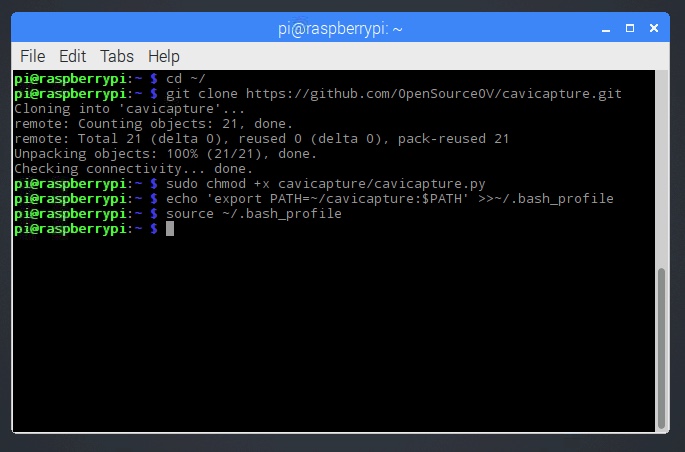 pi@raspberrypi: ~
File Edit Tabs Help
pi@raspberrypi:~ $ cd ~/
pi@raspberrypi:~ $ git clone https://github.com/OpenSourceOV/cavicapture.git
Cloning into 'cavicapture'...
remote: Counting objects: 21, done.
remote: Total 21 (delta 0), reused 0 (delta 0), pack-reused 21
Unpacking objects: 100% (21/21), done.
Checking connectivity... done.
pi@raspberrypi:~ $ sudo chmod +x cavicapture/cavicapture.py
pi@raspberrypi:~ $ echo 'export PATH=~/cavicapture:$PATH' >>~/.bash_profile
pi@raspberrypi:~ $ source ~/.bash_profile
pi@raspberrypi:~ $